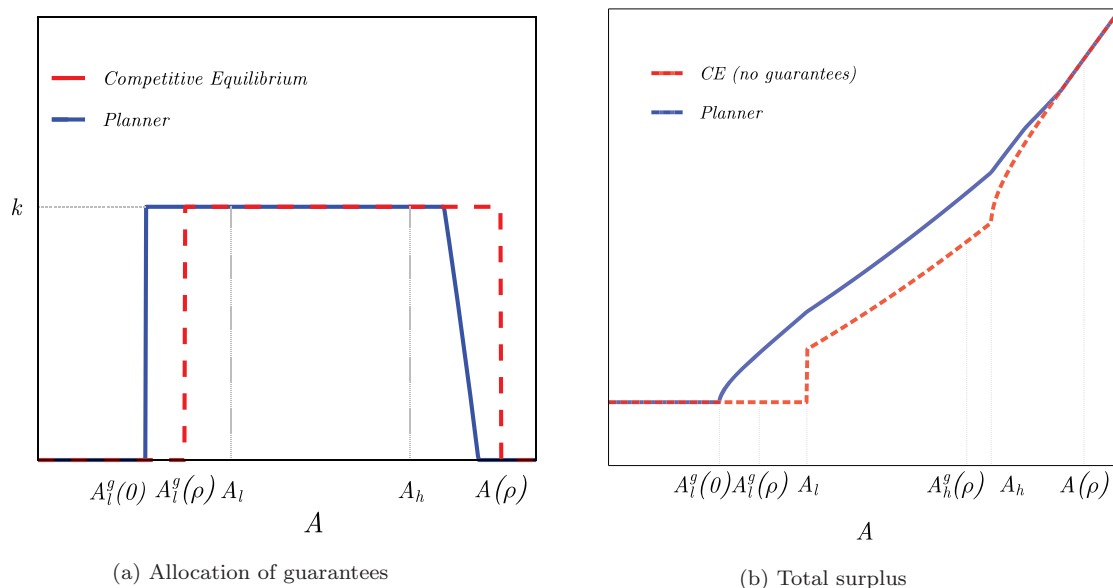 Competitive Equilibrium
Planner
k
A_l^g(0) A_l^g(ρ) A_l A_h A(ρ)
A
(a) Allocation of guarantees
CE (no guarantees)
Planner
A_l^g(0) A_l^g(ρ) A_l A_h^g(ρ) A_h A(ρ)
A
(b) Total surplus